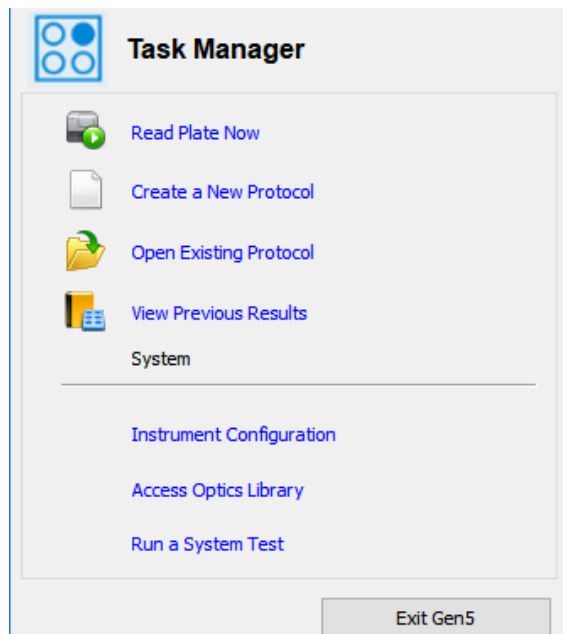 Task Manager
Read Plate Now
Create a New Protocol
Open Existing Protocol
View Previous Results
System
Instrument Configuration
Access Optics Library
Run a System Test
Exit Gen5